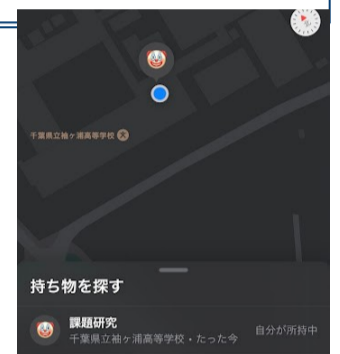 千葉県立袖ヶ浦高等学校 文
持ち物を探す
課題研究
千葉県立袖ヶ浦高等学校・たった今
自分が所持中